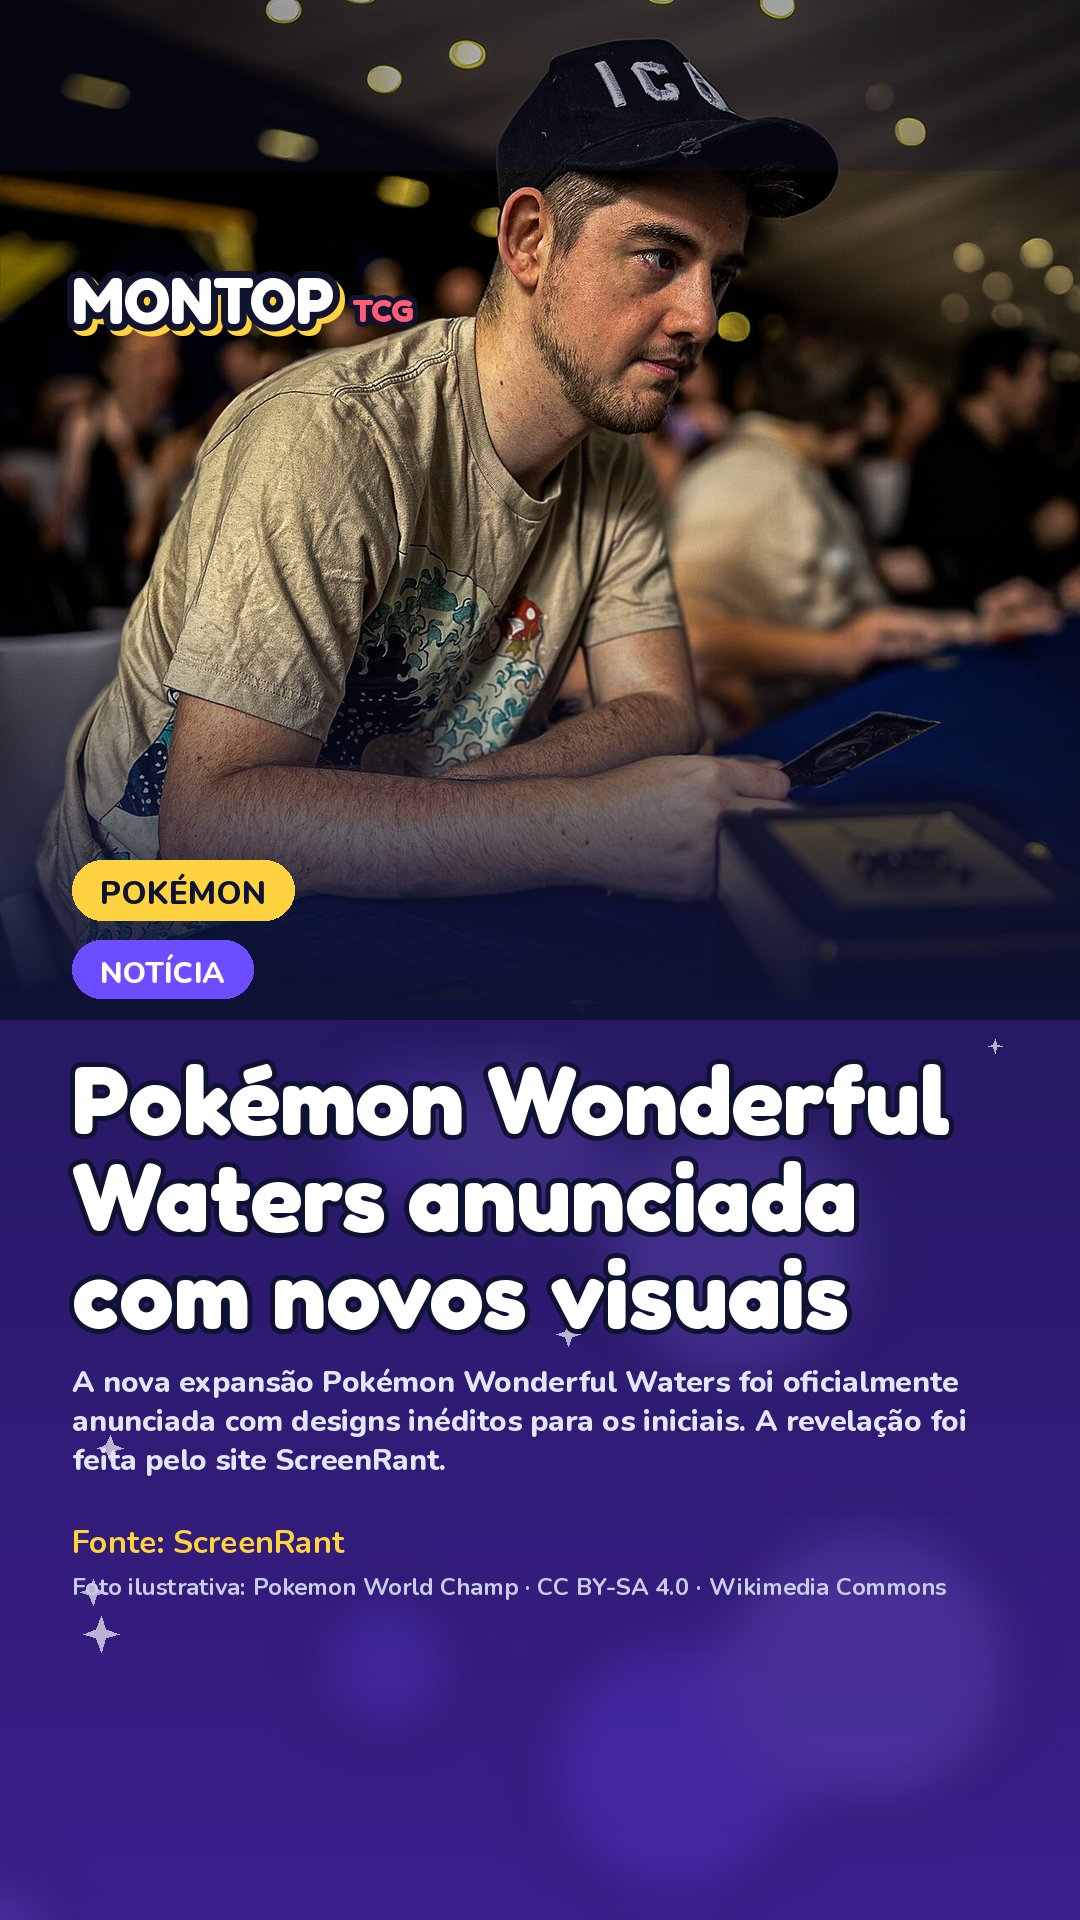 MONTOP TCG
POKÉMON
NOTÍCIA
Pokémon Wonderful
Waters anunciada
com novos visuais
A nova expansão Pokémon Wonderful Waters foi oficialmente
anunciada com designs inéditos para os iniciais. A revelação foi
feita pelo site ScreenRant.
Fonte: ScreenRant
Foto ilustrativa: Pokemon World Champ · CC BY-SA 4.0 · Wikimedia Commons